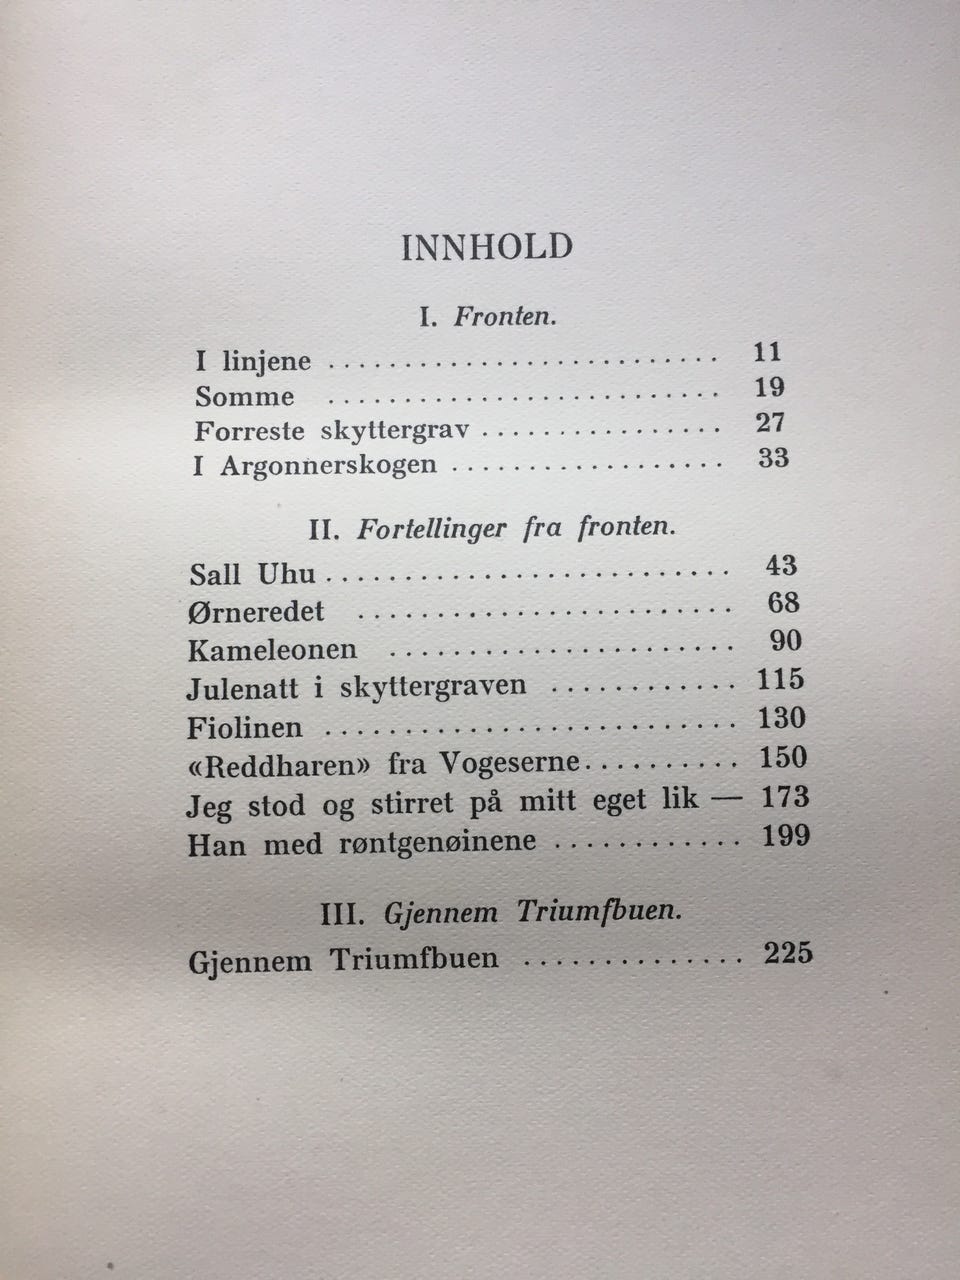 INNHOLD
I. Fronten.
I linjene .......................... 11
Somme .......................... 19
Forreste skyttergrav ................ 27
I Argonnerskogen .................. 33
II. Fortellinger fra fronten.
Sall Uhu ........................... 43
Ørneredet ......................... 68
Kameleonen ....................... 90
Julenatt i skyttergraven ............ 115
Fiolinen ........................... 130
«Reddharen» fra Vogeserne .......... 150
Jeg stod og stirret på mitt eget lik — 173
Han med røntgenøinene ............ 199
III. Gjennem Triumfbuen.
Gjennem Triumfbuen .............. 225